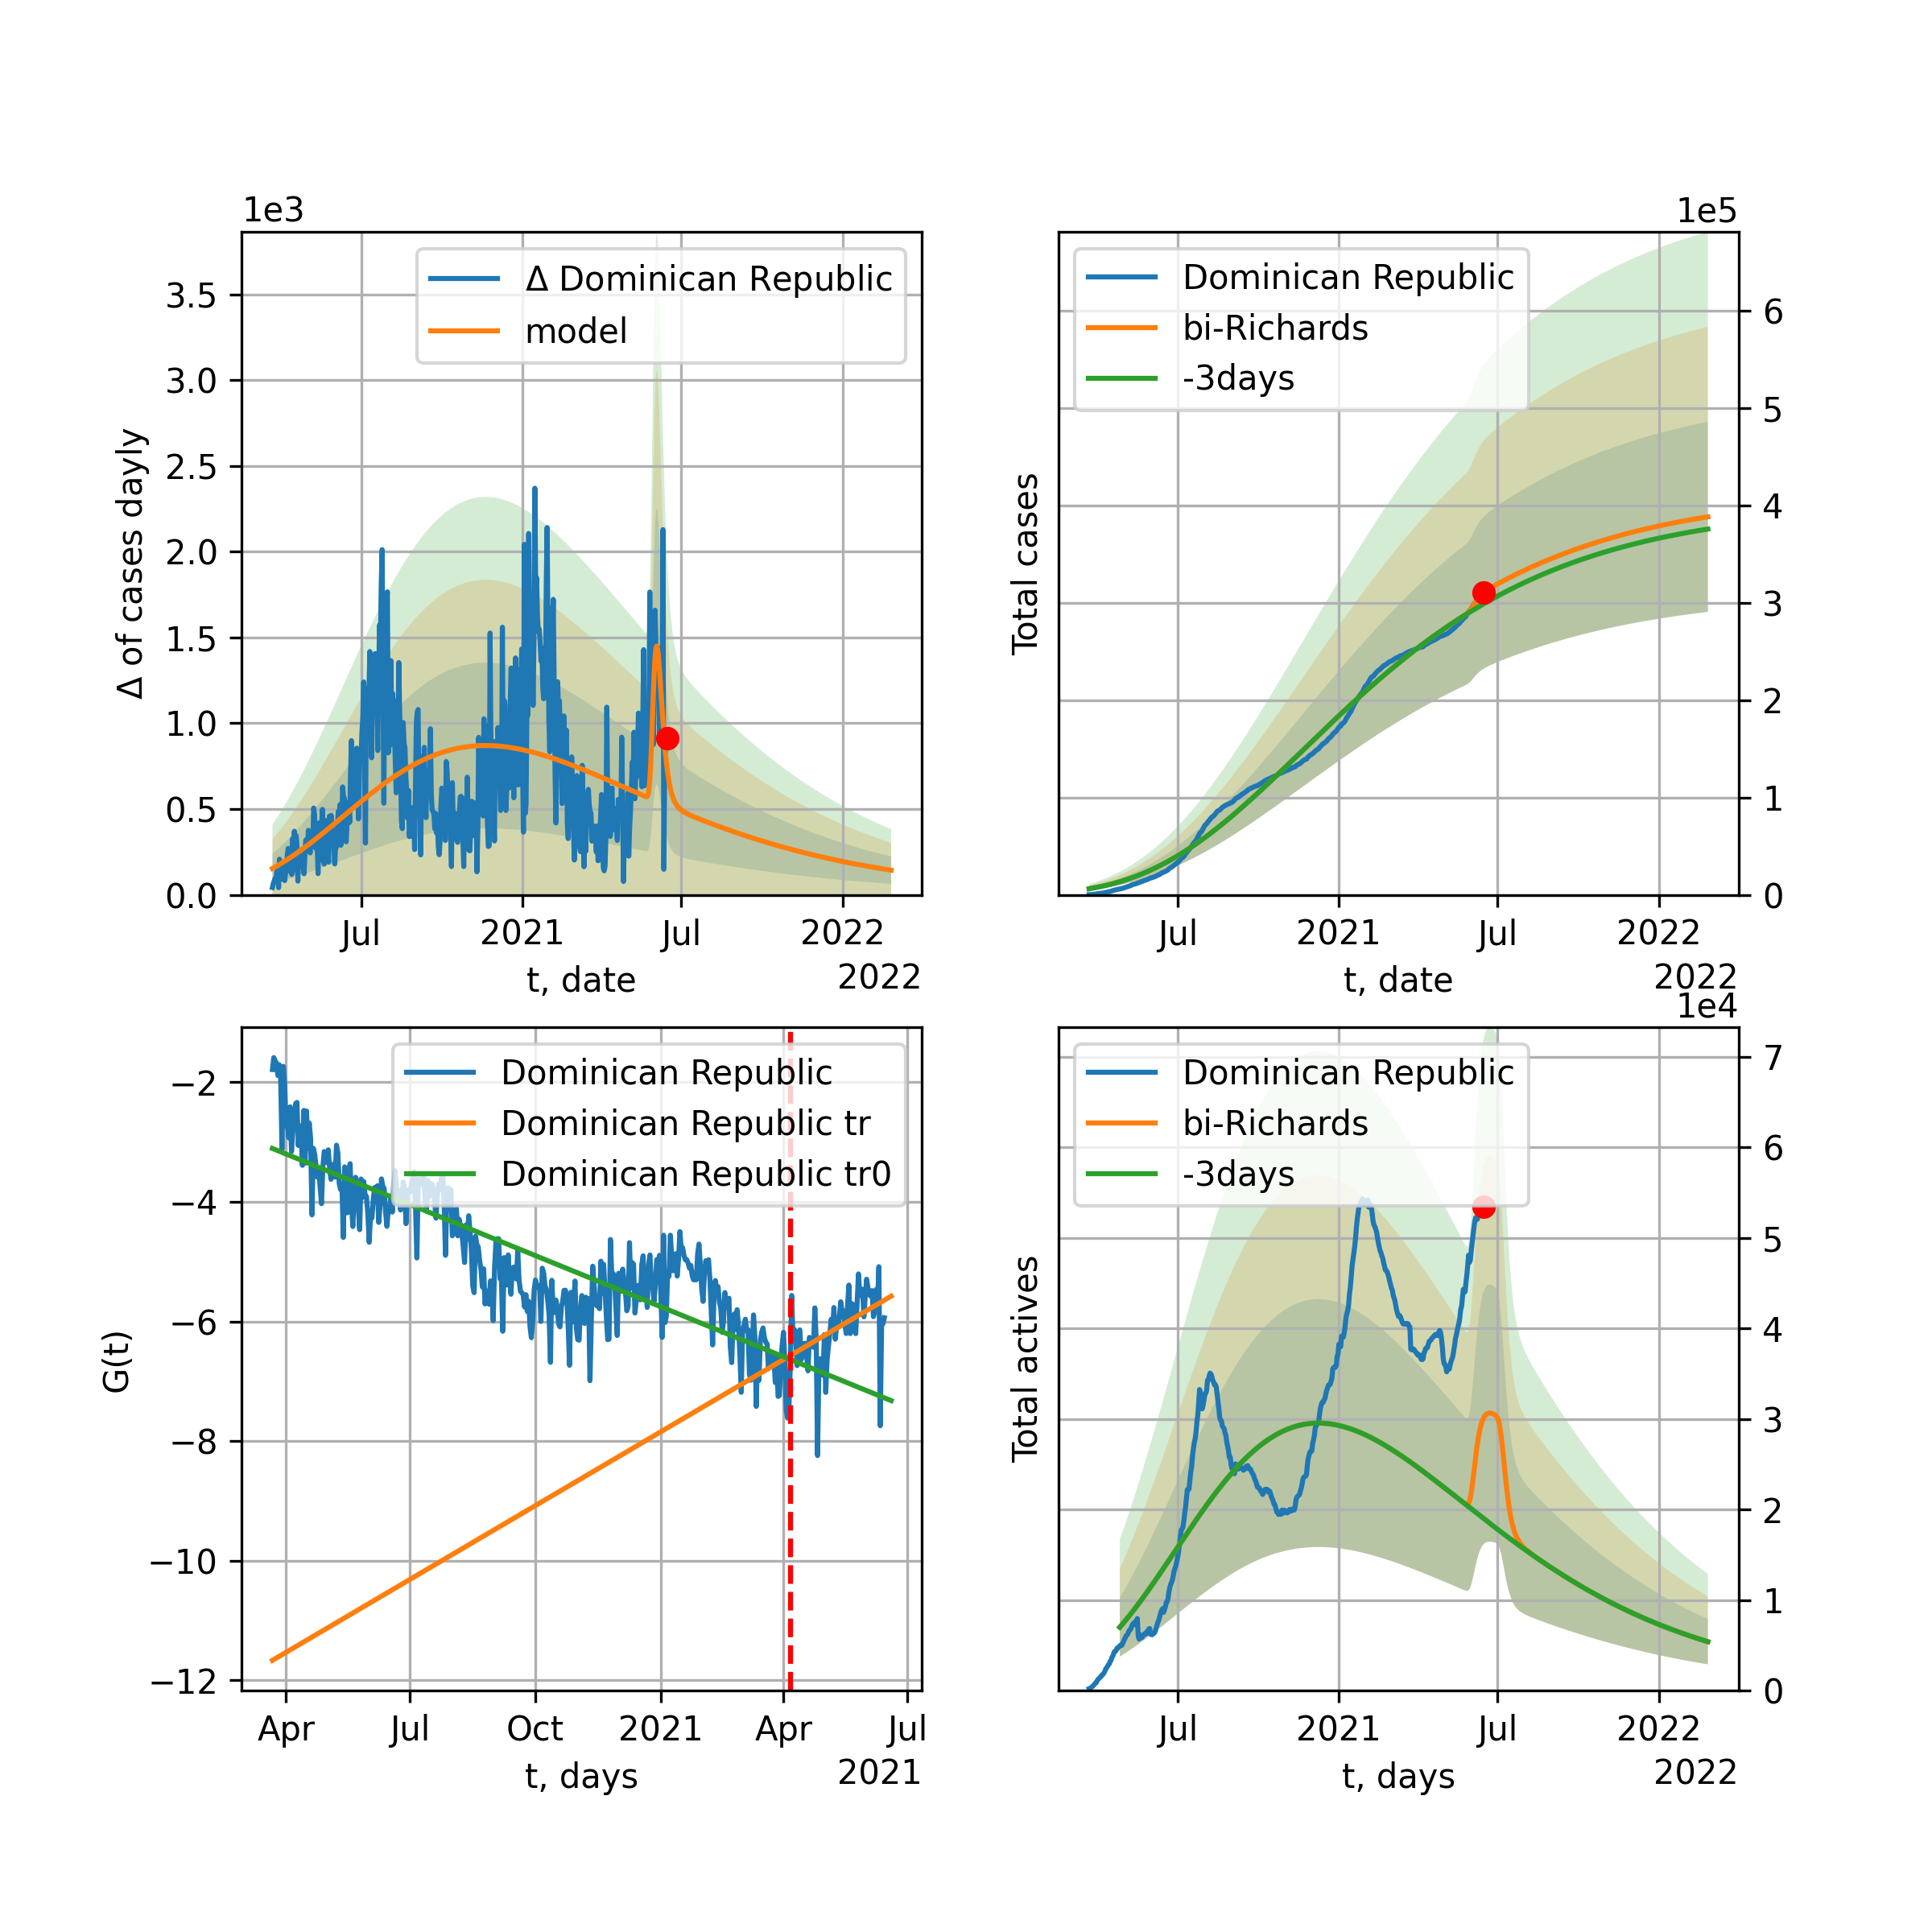 1e3
Δ of cases dayly
3.5
3.0
2.5
2.0
1.5
1.0
0.5
0.0
Δ Dominican Republic
model
Jul
2021
Jul
2022
t, date
2022
1e5
Total cases
Dominican Republic
bi-Richards
-3days
6
5
4
3
2
1
0
Jul
2021
Jul
2022
t, date
2022
G(t)
−2
−4
−6
−8
−10
−12
Dominican Republic
Dominican Republic tr
Dominican Republic tr0
Apr
Jul
Oct
2021
Apr
Jul
t, days
2021
1e4
Total actives
Dominican Republic
bi-Richards
-3days
7
6
5
4
3
2
1
0
Jul
2021
Jul
2022
t, days
2022